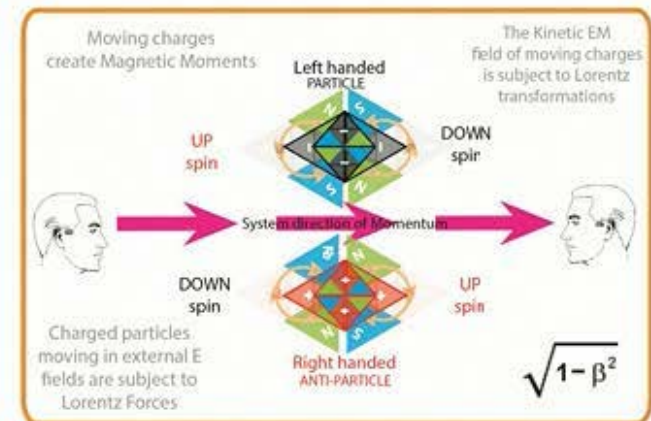 Moving charges
create Magnetic Moments
The Kinetic EM
field of moving charges
is subject to Lorentz
transformations
Left handed
PARTICLE
N
S
UP
spin
DOWN
spin
S
N
System direction of Momentum
N
DOWN
spin
UP
spin
N
S
Right handed
ANTI-PARTICLE
Charged particles
moving in external E
fields are subject to
Lorentz Forces
√1-β²